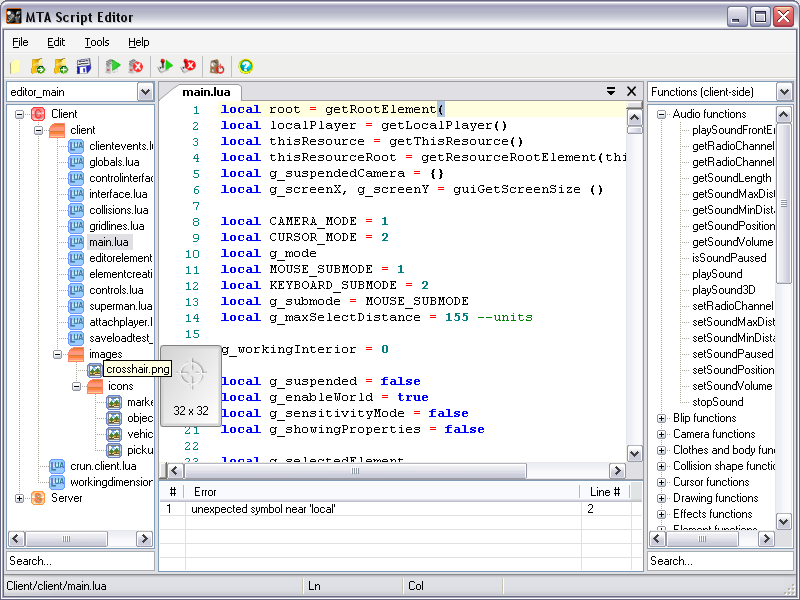 MTA Script Editor
File Edit Tools Help
editor_main
Client
client
clientevents.lu
globals.lua
controlinterfac
interface.lua
collisions.lua
gridlines.lua
main.lua
editorelement
elementcreati
controls.lua
superman.lua
attachplayer.l
saveloadtest_
images
crosshair.png
icons
marke
objec
vehic
picku
crun.client.lua
workingdimension
Server
Search...
main.lua
1 local root = getRootElement(
2 local localPlayer = getLocalPlayer()
3 local thisResource = getThisResource()
4 local thisResourceRoot = getResourceRootElement(thi
5 local g_suspendedCamera = {}
6 local g_screenX, g_screenY = guiGetScreenSize ()
7
8 local CAMERA_MODE = 1
9 local CURSOR_MODE = 2
10 local g_mode
11 local MOUSE_SUBMODE = 1
12 local KEYBOARD_SUBMODE = 2
13 local g_submode = MOUSE_SUBMODE
14 local g_maxSelectDistance = 155 --units
15
g_workingInterior = 0
local g_suspended = false
local g_enableWorld = true
local g_sensitivityMode = false
21 local g_showingProperties = false
22
23 local g_selectedElement
32 x 32
# Error Line #
1 unexpected symbol near 'local' 2
Functions (client-side)
Audio functions
playSoundFrontEn
getRadioChannel
getRadioChannel
getSoundLength
getSoundMaxDist
getSoundMinDista
getSoundPosition
getSoundVolume
isSoundPaused
playSound
playSound3D
setRadioChannel
setSoundMaxDist
setSoundMinDista
setSoundPaused
setSoundPosition
setSoundVolume
stopSound
Blip functions
Camera functions
Clothes and body func
Collision shape functio
Cursor functions
Drawing functions
Effects functions
Element functions
Search...
Client/client/main.lua Ln Col